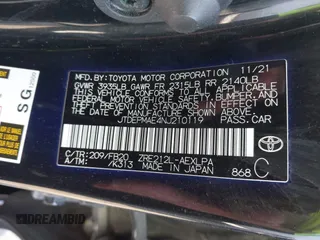 MFD.BY: TOYOTA MOTOR CORPORATION 11/21
GVWR 3935LB GAWR FR 2315LB RR 2140LB
THIS VEHICLE CONFORMS TO ALL APPLICABLE FEDERAL
MOTOR VEHICLE SAFETY, BUMPER, AND THEFT
PREVENTION STANDARDS IN EFFECT ON THE DATE OF
MANUFACTURE SHOWN ABOVE.
JTDEPMAE4NJ210119 PASS.CAR
C/TR: 209/FB20 ZRE212L-AEXLPA
A/TM: -/K313 MADE IN JAPAN 868 C
SG
DREAMBID